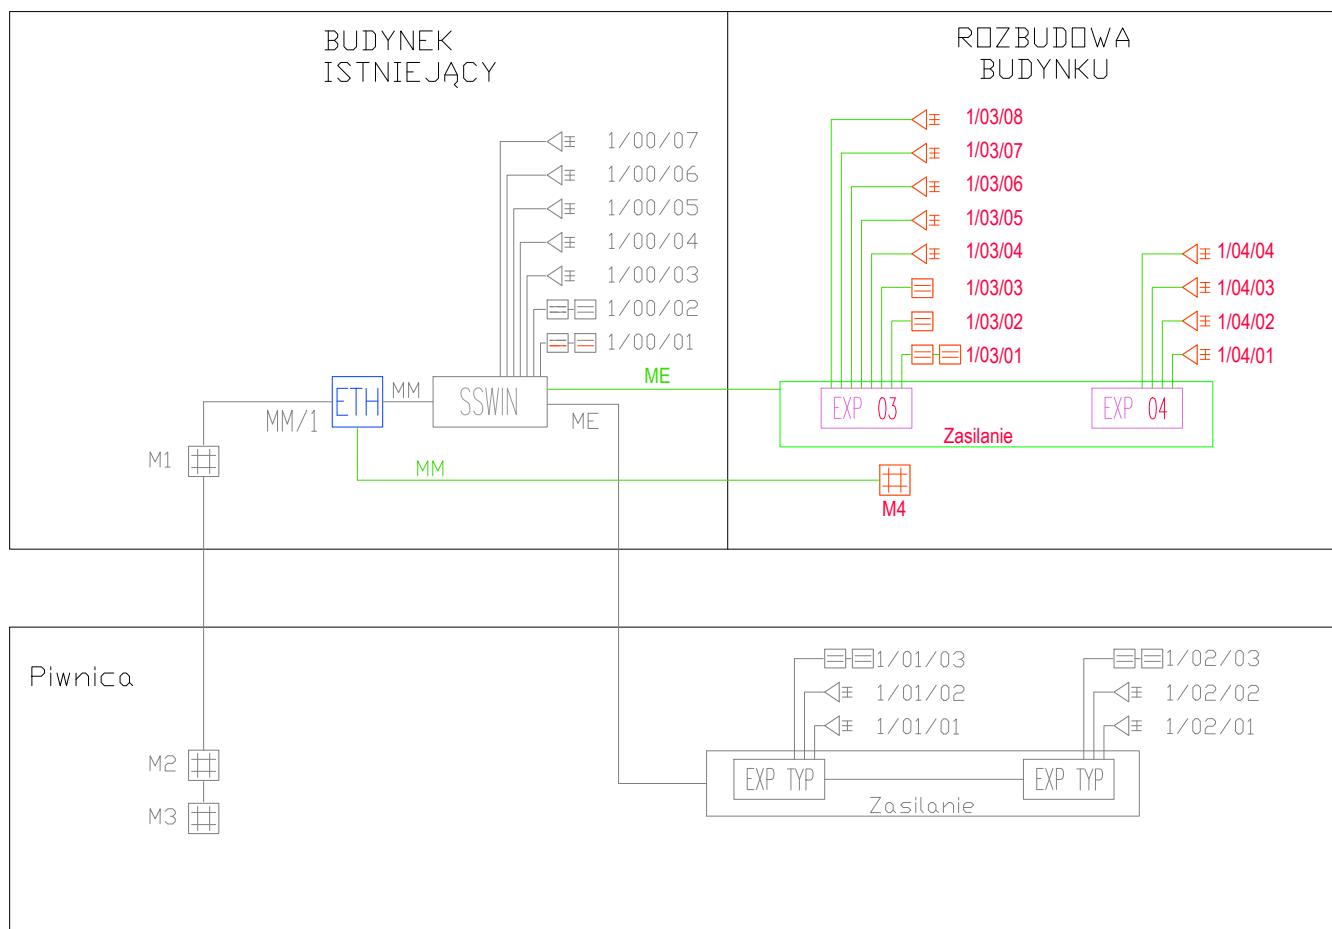 BUDYNEK
ISTNIEJĄCY
ROZBUDOWA
BUDYNKU
1/00/07
1/00/06
1/00/05
1/00/04
1/00/03
1/00/02
1/00/01
1/03/08
1/03/07
1/03/06
1/03/05
1/03/04
1/03/03
1/03/02
1/03/01
1/04/04
1/04/03
1/04/02
1/04/01
MM/1
ETH
MM
SSWIN
ME
ME
EXP 03
EXP 04
Zasilanie
M1
MM
M4
Piwnica
1/01/03
1/01/02
1/01/01
1/02/03
1/02/02
1/02/01
M2
M3
EXP TYP
EXP TYP
Zasilanie